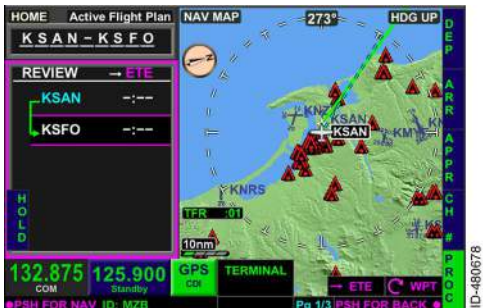 HOME Active Flight Plan
KSAN-KSFO
REVIEW → ETE
KSAN -:--
KSFO -:--
HOLD
132.875
COM
125.900
Standby
PSH FOR NAV ID: MZB
NAV MAP
273°
HDG UP
KSAN
KSAN
KNRS
TFR :01
10nm
GPS
CDI
TERMINAL
→ ETE
WPT
Pg 1/3 PSH FOR BACK
DEP
ARR
APPR
CH #
PROC
ID-480678